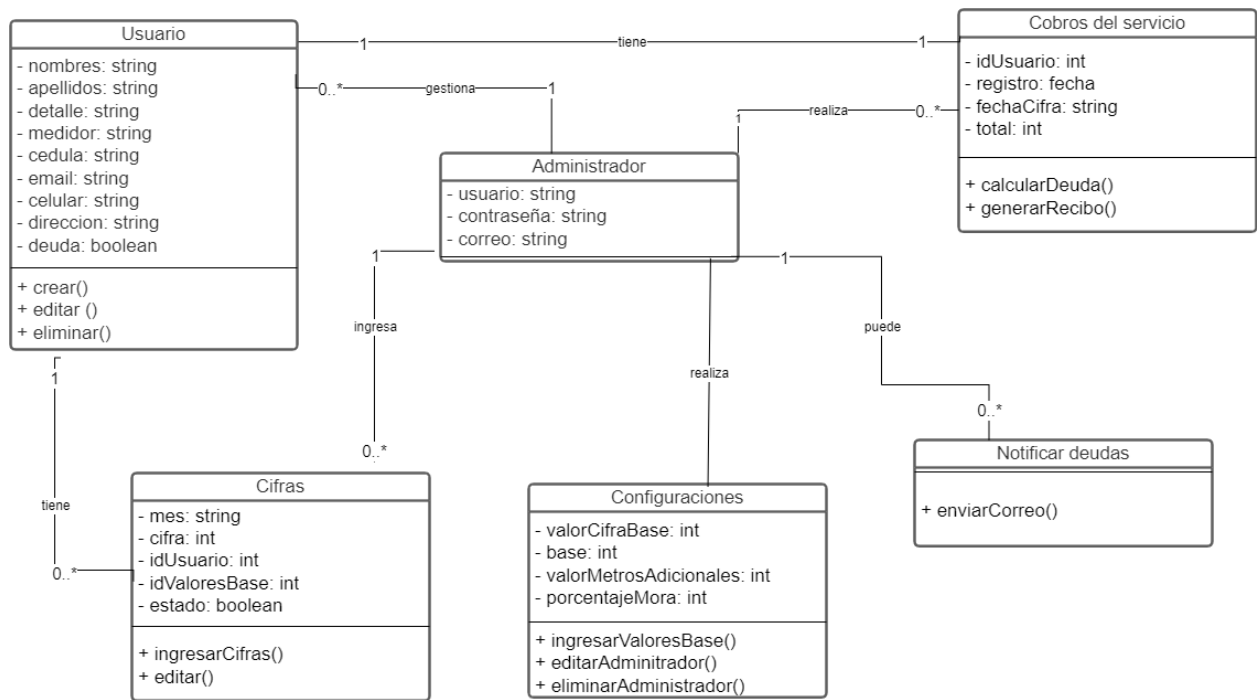 Usuario
- nombres: string
- apellidos: string
- detalle: string
- medidor: string
- cedula: string
- email: string
- celular: string
- direccion: string
- deuda: boolean
+ crear()
+ editar ()
+ eliminar()
1
tiene
1
0..*
gestiona
1
1
realiza
0..*
Cobros del servicio
- idUsuario: int
- registro: fecha
- fechaCifra: string
- total: int
+ calcularDeuda()
+ generarRecibo()
Administrador
- usuario: string
- contraseña: string
- correo: string
1
ingresa
0..*
realiza
1
puede
0..*
1
tiene
0..*
Cifras
- mes: string
- cifra: int
- idUsuario: int
- idValoresBase: int
- estado: boolean
+ ingresarCifras()
+ editar()
Configuraciones
- valorCifraBase: int
- base: int
- valorMetrosAdicionales: int
- porcentajeMora: int
+ ingresarValoresBase()
+ editarAdminitrador()
+ eliminarAdministrador()
Notificar deudas
+ enviarCorreo()